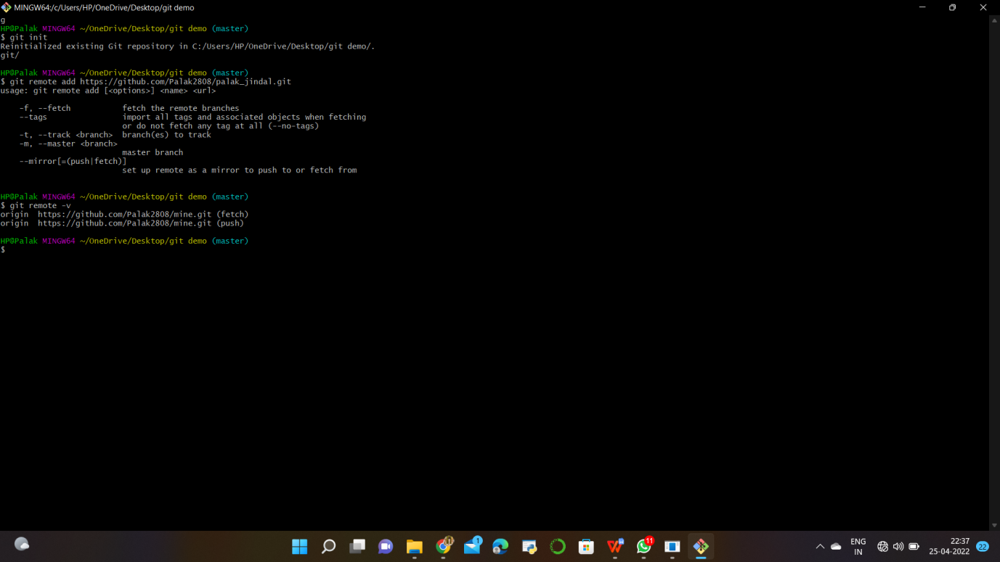 MINGW64:/c/Users/HP/OneDrive/Desktop/git demo
g
HP@Palak MINGW64 ~/OneDrive/Desktop/git demo (master)
$ git init
Reinitialized existing Git repository in C:/Users/HP/OneDrive/Desktop/git demo/.
git/
HP@Palak MINGW64 ~/OneDrive/Desktop/git demo (master)
$ git remote add https://github.com/Palak2808/palak_jindal.git
usage: git remote add [<options>] <name> <url>
-f, --fetch fetch the remote branches
--tags import all tags and associated objects when fetching
or do not fetch any tag at all (--no-tags)
-t, --track <branch> branch(es) to track
-m, --master <branch>
master branch
--mirror[=(push|fetch)]
set up remote as a mirror to push to or fetch from
HP@Palak MINGW64 ~/OneDrive/Desktop/git demo (master)
$ git remote -v
origin https://github.com/Palak2808/mine.git (fetch)
origin https://github.com/Palak2808/mine.git (push)
HP@Palak MINGW64 ~/OneDrive/Desktop/git demo (master)
$
1
11
ENG
IN
22:37
25-04-2022
22